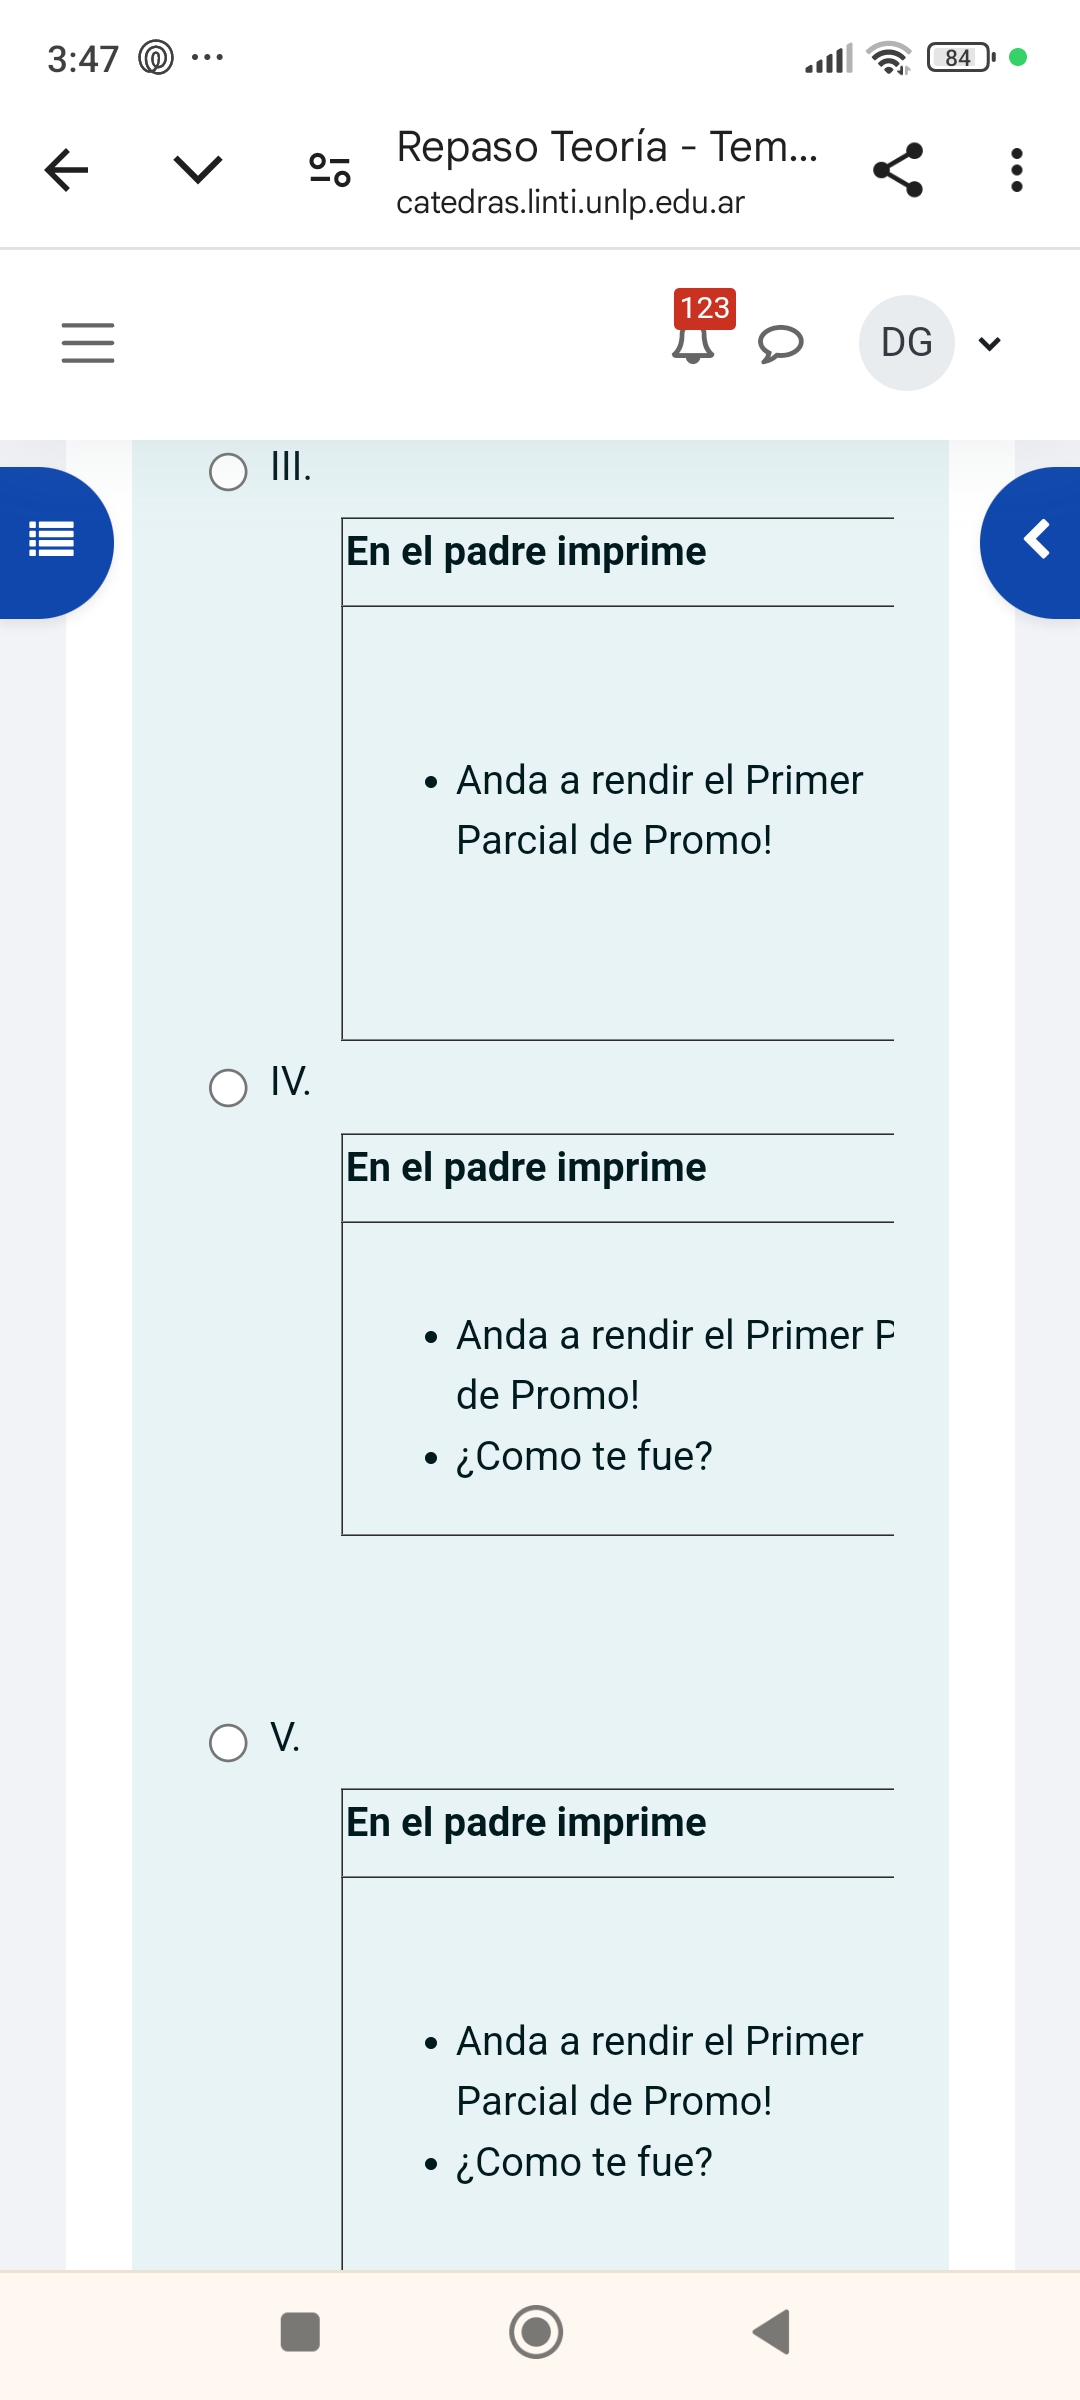 3:47
84
Repaso Teoría - Tem...
catedras.linti.unlp.edu.ar
123
DG
III.
En el padre imprime
Anda a rendir el Primer
Parcial de Promo!
IV.
En el padre imprime
Anda a rendir el Primer P
de Promo!
¿Como te fue?
V.
En el padre imprime
Anda a rendir el Primer
Parcial de Promo!
¿Como te fue?